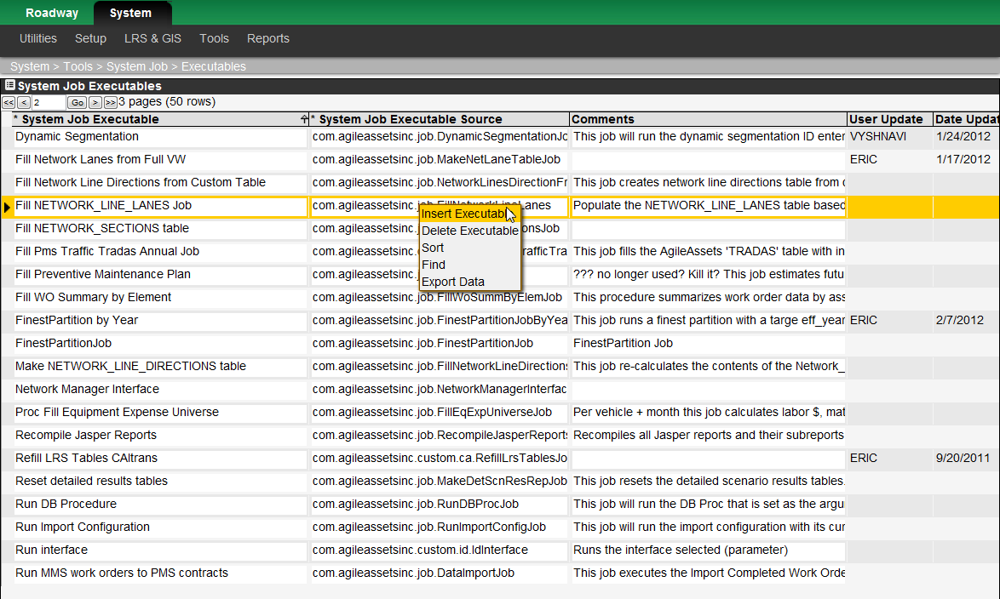 Roadway System
Utilities Setup LRS & GIS Tools Reports
System > Tools > System Job > Executables
System Job Executables
<< < 2 Go > >> 3 pages (50 rows)
* System Job Executable * System Job Executable Source Comments User Update Date Updat
Dynamic Segmentation com.agileassetsinc.job.DynamicSegmentationJo This job will run the dynamic segmentation ID enter VYSHNAVI 1/24/2012
Fill Network Lanes from Full VW com.agileassetsinc.job.MakeNetLaneTableJob ERIC 1/17/2012
Fill Network Line Directions from Custom Table com.agileassetsinc.job.NetworkLinesDirectionFr This job creates network line directions table from c
Fill NETWORK_LINE_LANES Job com.agileassetsinc.job.FillNetworkLineLanes Populate the NETWORK_LINE_LANES table based
Insert Executable
Fill NETWORK_SECTIONS table com.agileassetsinc. onsJob
Delete Executable
Sort
Fill Pms Traffic Tradas Annual Job com.agileassetsinc. rafficTra This job fills the AgileAssets 'TRADAS' table with in
Find
Fill Preventive Maintenance Plan com.agileassetsinc. ??? no longer used? Kill it? This job estimates futu
Export Data
Fill WO Summary by Element com.agileassetsinc.job.FillWoSummByElemJob This procedure summarizes work order data by ass
FinestPartition by Year com.agileassetsinc.job.FinestPartitionJobByYea This job runs a finest partition with a targe eff_year ERIC 2/7/2012
FinestPartitionJob com.agileassetsinc.job.FinestPartitionJob FinestPartition Job
Make NETWORK_LINE_DIRECTIONS table com.agileassetsinc.job.FillNetworkLineDirections This job re-calculates the contents of the Network_
Network Manager Interface com.agileassetsinc.job.NetworkManagerInterfac
Proc Fill Equipment Expense Universe com.agileassetsinc.job.FillEqExpUniverseJob Per vehicle + month this job calculates labor $, mat
Recompile Jasper Reports com.agileassetsinc.job.RecompileJasperReports Recompiles all Jasper reports and their subreports
Refill LRS Tables CAltrans com.agileassetsinc.custom.ca.RefillLrsTablesJo ERIC 9/20/2011
Reset detailed results tables com.agileassetsinc.job.MakeDetScnResRepJob This job resets the detailed scenario results tables.
Run DB Procedure com.agileassetsinc.job.RunDBProcJob This job will run the DB Proc that is set as the argu
Run Import Configuration com.agileassetsinc.job.RunImportConfigJob This job will run the import configuration with its cur
Run interface com.agileassetsinc.custom.id.IdInterface Runs the interface selected (parameter)
Run MMS work orders to PMS contracts com.agileassetsinc.job.DataImportJob This job executes the Import Completed Work Orde